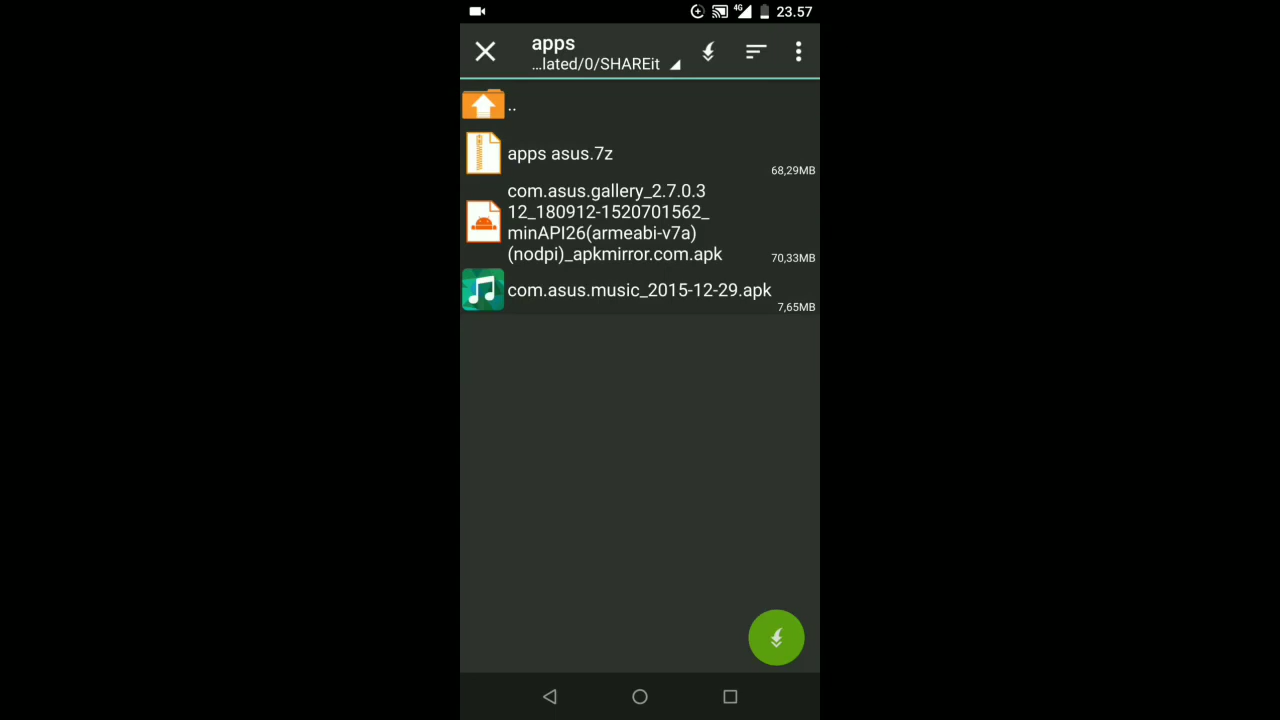 4G 23.57
apps
...lated/0/SHAREit
..
apps asus.7z
68,29MB
com.asus.gallery_2.7.0.3
12_180912-1520701562_
minAPI26(armeabi-v7a)
(nodpi)_apkmirror.com.apk
70,33MB
com.asus.music_2015-12-29.apk
7,65MB